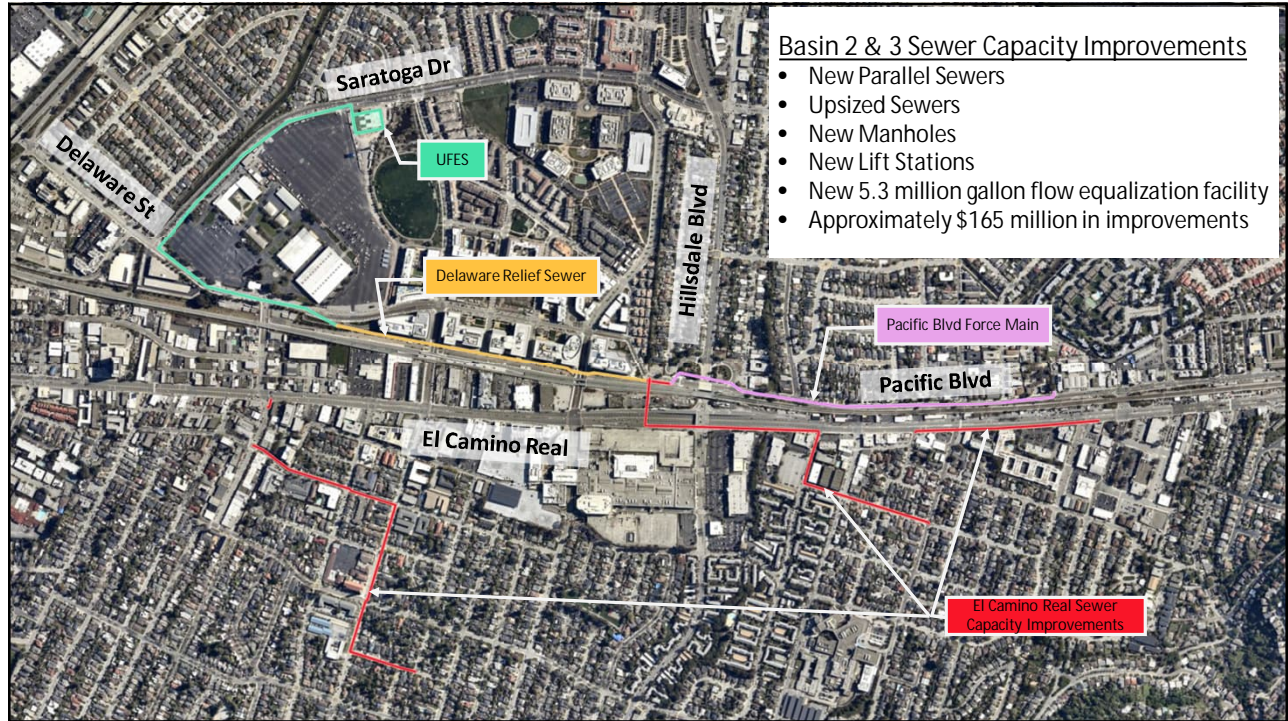 Basin 2 & 3 Sewer Capacity Improvements
• New Parallel Sewers
• Upsized Sewers
• New Manholes
• New Lift Stations
• New 5.3 million gallon flow equalization facility
• Approximately $165 million in improvements
Saratoga Dr
UFES
Delaware St
Hillsdale Blvd
Delaware Relief Sewer
Pacific Blvd Force Main
Pacific Blvd
El Camino Real
El Camino Real Sewer
Capacity Improvements